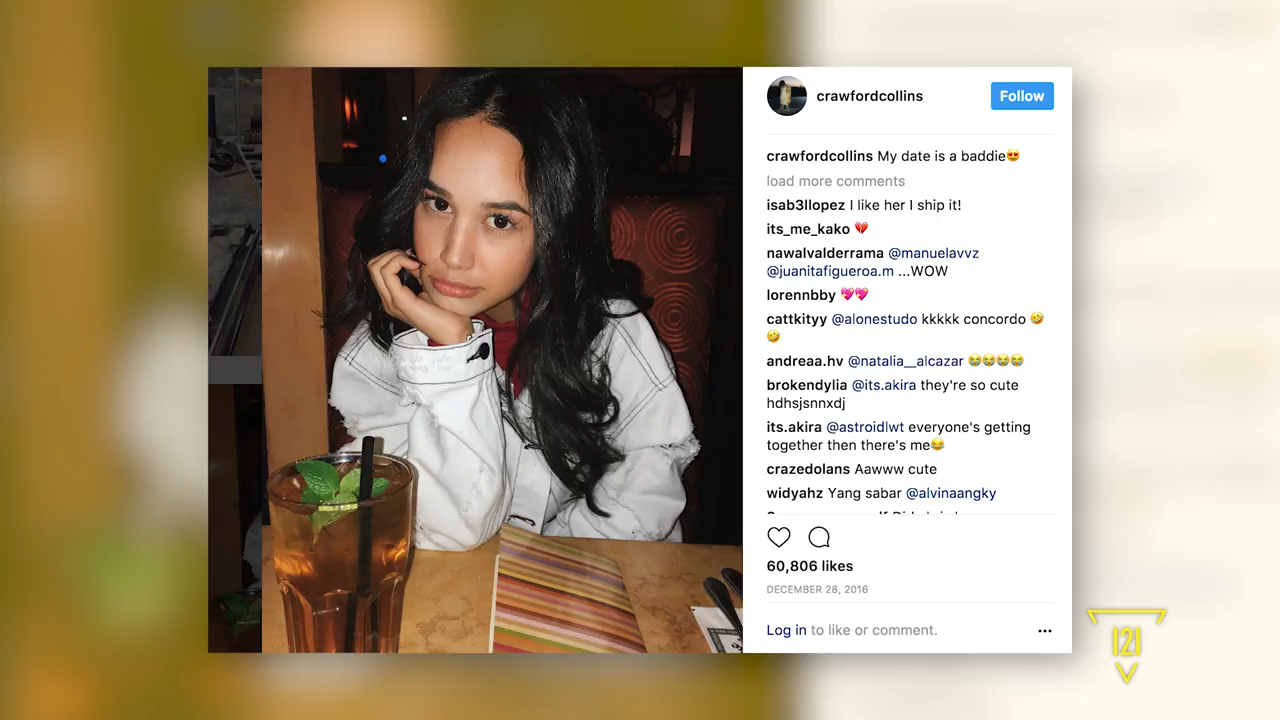 crawfordcollins
Follow
crawfordcollins My date is a baddie😍
load more comments
isab3llopez I like her I ship it!
its_me_kako 💔
nawalvalderrama @manuelavvz
@juanitafigueroa.m ...WOW
lorennbby 💖💖
cattkityy @alonestudo kkkkk concordo 🤣
🤣
andreaa.hv @natalia__alcazar 😂😂😂😂
brokendylia @its.akira they're so cute
hdhsjsnnxdj
its.akira @astroidlwt everyone's getting
together then there's me😂
crazedolans Aawww cute
widyahz Yang sabar @alvinaangky
60,806 likes
DECEMBER 28, 2016
Log in to like or comment.
121